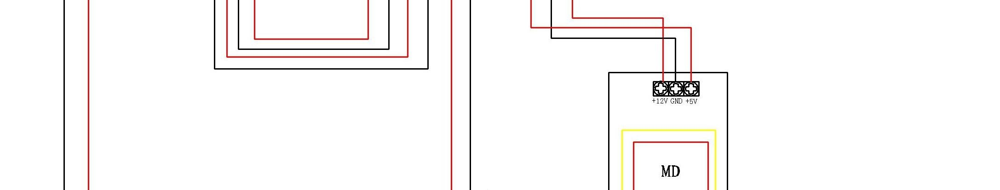 +12V GND +5V
MD